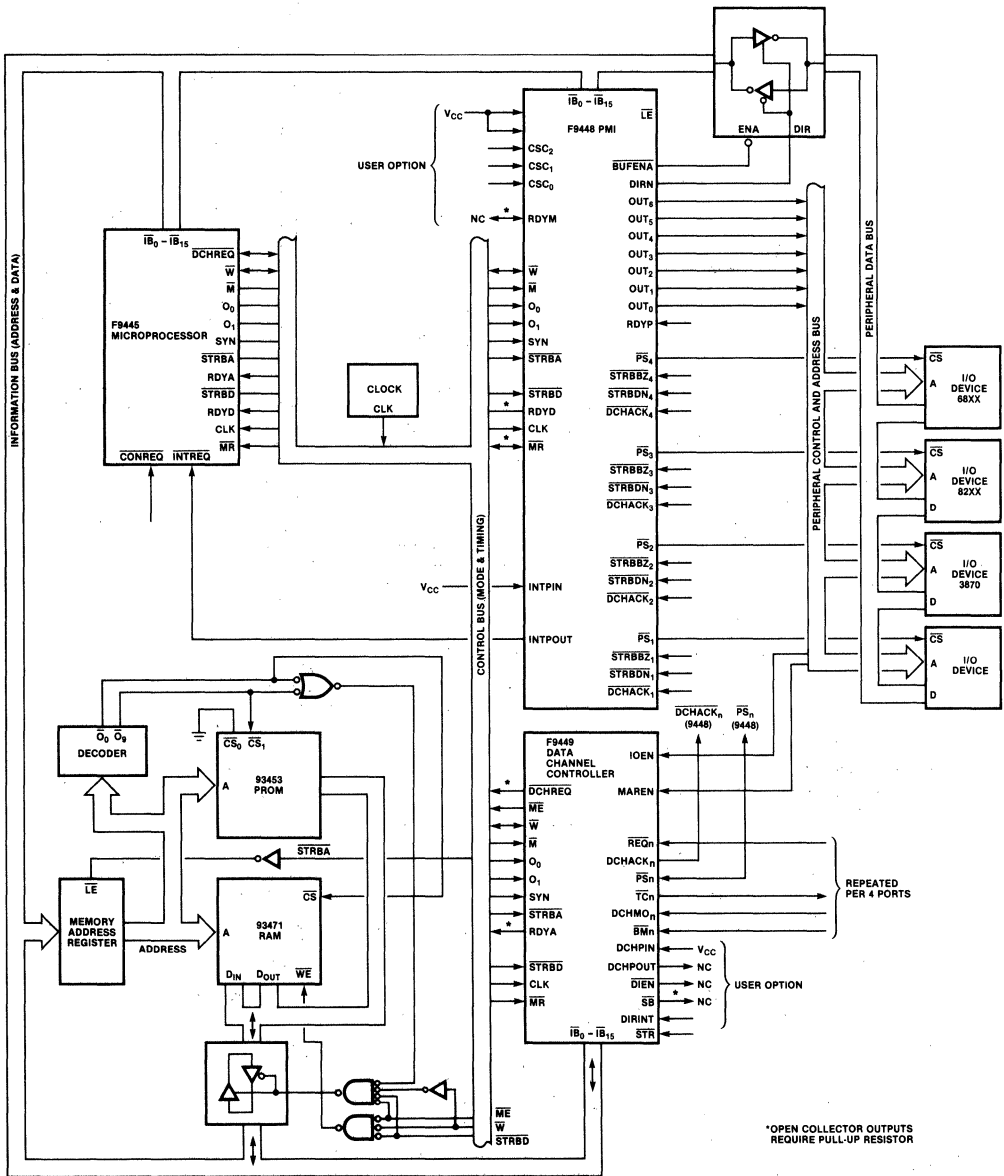 INFORMATION BUS (ADDRESS & DATA)
IB0 - IB15
DCHREQ
W
M
O0
O1
F9445
MICROPROCESSOR
SYN
STRBA
RDYA
STRBD
RDYD
CLK
MR
CONREQ
INTREQ
CLOCK
CLK
CONTROL BUS (MODE & TIMING)
USER OPTION
VCC
NC
*
IB0 - IB15
LE
F9448 PMI
CSC2
CSC1
CSC0
RDYM
BUFENA
DIRN
OUT6
OUT5
OUT4
OUT3
OUT2
OUT1
OUT0
RDYP
W
M
O0
O1
SYN
STRBA
STRBD
*
RDYD
CLK
*
MR
PS4
STRBBZ4
STRBDN4
DCHACK4
PS3
STRBBZ3
STRBDN3
DCHACK3
PS2
STRBBZ2
STRBDN2
DCHACK2
PS1
STRBBZ1
STRBDN1
DCHACK1
VCC
INTPIN
INTPOUT
ENA
DIR
PERIPHERAL CONTROL AND ADDRESS BUS
PERIPHERAL DATA BUS
CS
A
I/O
DEVICE
68XX
CS
A
D
I/O
DEVICE
82XX
CS
A
D
I/O
DEVICE
3870
CS
A
D
I/O
DEVICE
O0 O9
DECODER
CS0 CS1
A
93453
PROM
STRBA
LE
MEMORY
ADDRESS
REGISTER
ADDRESS
CS
A
93471
RAM
DIN
DOUT
WE
ME
W
STRBD
DCHACKn
(9448)
PSn
(9448)
F9449
DATA
CHANNEL
CONTROLLER
*
DCHREQ
ME
W
M
O0
O1
SYN
STRBA
*
RDYA
STRBD
CLK
MR
IOEN
MAREN
REQn
DCHACKn
PSn
TCn
DCHMOn
BMn
REPEATED
PER 4 PORTS
DCHPIN
VCC
DCHPOUT
NC
DIEN
NC
SB
*
NC
DIRINT
STR
USER OPTION
IB0 - IB15
*OPEN COLLECTOR OUTPUTS
REQUIRE PULL-UP RESISTOR